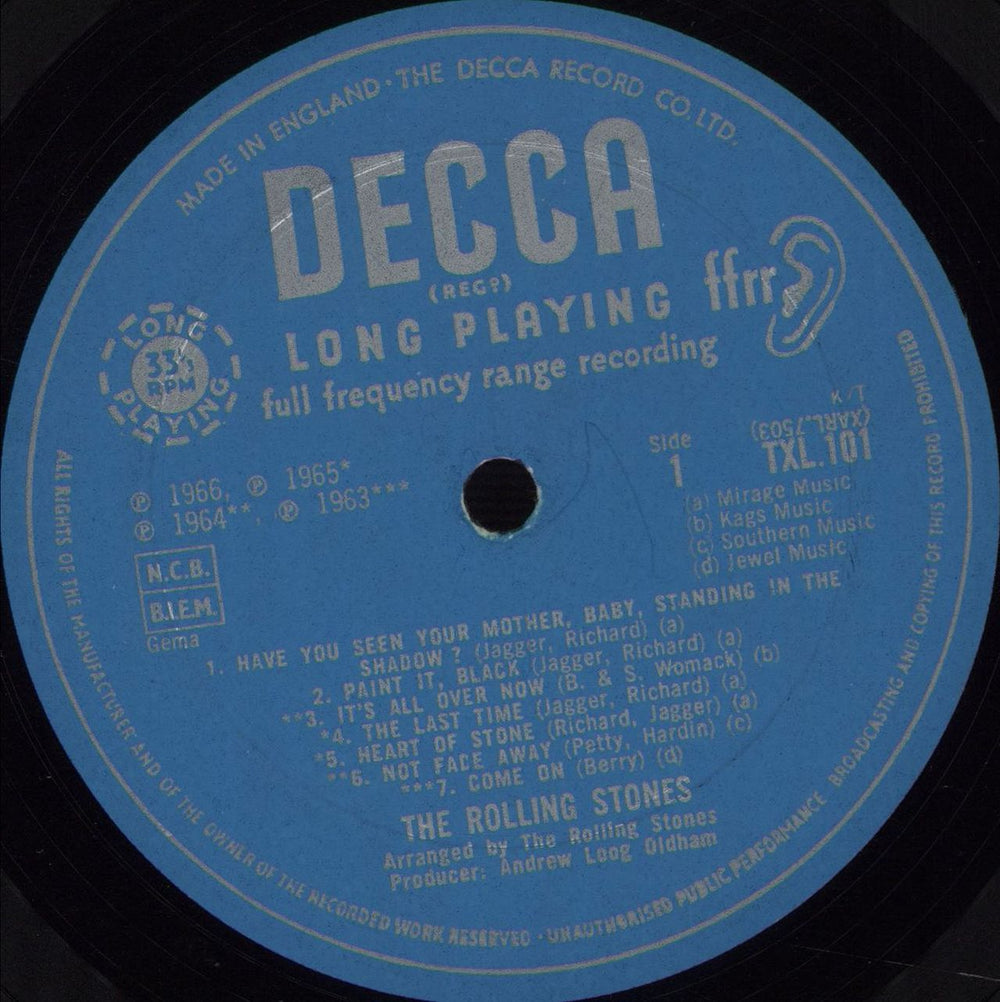 MADE IN ENGLAND · THE DECCA RECORD CO. LTD.
DECCA
(REGᴰ)
LONG PLAYING
ffrr
full frequency range recording
LONG
33⅓
RPM
PLAYING
K/T
(XARL.7503)
Side
1
TXL.101
℗ 1966, ℗ 1965*
℗ 1964**, ℗ 1963***
(a) Mirage Music
(b) Kags Music
(c) Southern Music
(d) Jewel Music
N.C.B.
B.I.E.M.
Gema
1. HAVE YOU SEEN YOUR MOTHER, BABY, STANDING IN THE
SHADOW ? (Jagger, Richard) (a)
2. PAINT IT, BLACK (Jagger, Richard) (a)
**3. IT'S ALL OVER NOW (B. & S. Womack) (b)
*4. THE LAST TIME (Jagger, Richard) (a)
*5. HEART OF STONE (Richard, Jagger) (a)
**6. NOT FADE AWAY (Petty, Hardin) (c)
***7. COME ON (Berry) (d)
THE ROLLING STONES
Arranged by The Rolling Stones
Producer: Andrew Loog Oldham
ALL RIGHTS OF THE MANUFACTURER AND OF THE OWNER OF THE RECORDED WORK RESERVED · UNAUTHORISED PUBLIC PERFORMANCE BROADCASTING AND COPYING OF THIS RECORD PROHIBITED